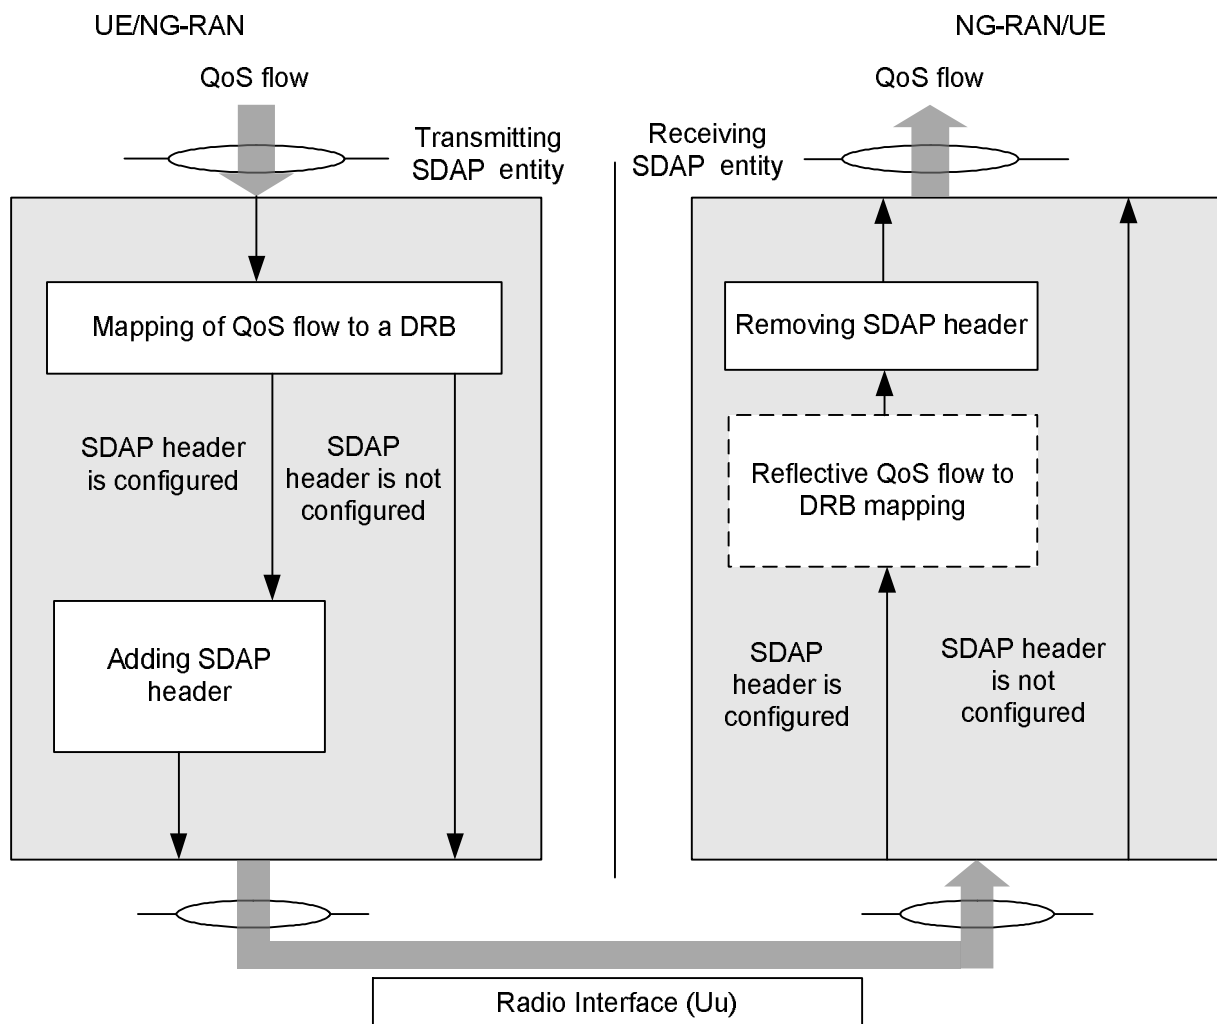 UE/NG-RAN
NG-RAN/UE
QoS flow
QoS flow
Transmitting
SDAP entity
Receiving
SDAP entity
Mapping of QoS flow to a DRB
SDAP header
is configured
SDAP
header is not
configured
Adding SDAP
header
Removing SDAP header
Reflective QoS flow to
DRB mapping
SDAP
header is
configured
SDAP header
is not
configured
Radio Interface (Uu)